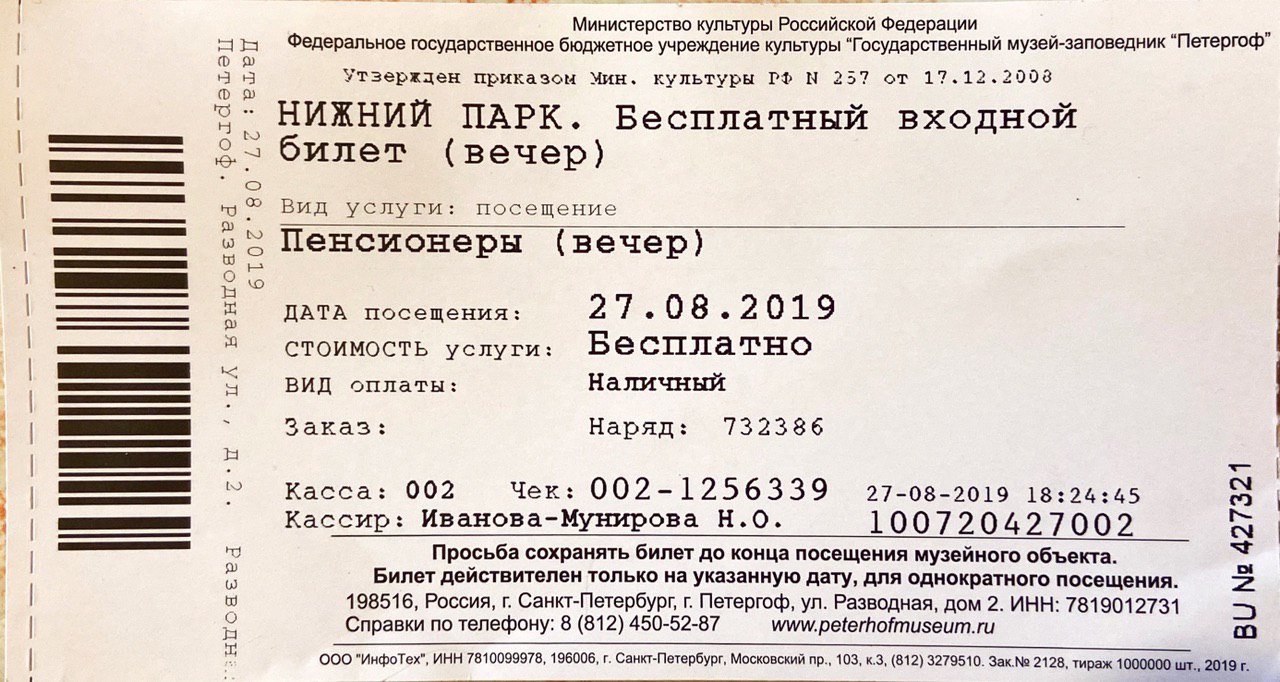 Министерство культуры Российской Федерации
Федеральное государственное бюджетное учреждение культуры "Государственный музей-заповедник "Петергоф"
Утвержден приказом Мин. культуры РФ N 257 от 17.12.2008
НИЖНИЙ ПАРК. Бесплатный входной
билет (вечер)
Вид услуги: посещение
Пенсионеры (вечер)
ДАТА посещения: 27.08.2019
СТОИМОСТЬ услуги: Бесплатно
ВИД оплаты: Наличный
Заказ: Наряд: 732386
Касса: 002 Чек: 002-1256339 27-08-2019 18:24:45
Кассир: Иванова-Мунирова Н.О. 100720427002
Просьба сохранять билет до конца посещения музейного объекта.
Билет действителен только на указанную дату, для однократного посещения.
198516, Россия, г. Санкт-Петербург, г. Петергоф, ул. Разводная, дом 2. ИНН: 7819012731
Справки по телефону: 8 (812) 450-52-87 www.peterhofmuseum.ru
ООО "ИнфоТех", ИНН 7810099978, 196006, г. Санкт-Петербург, Московский пр., 103, к.3, (812) 3279510. Зак.№ 2128, тираж 1000000 шт., 2019 г.
Дата: 27.08.2019
Петергоф. Разводная ул., д.2. Разводн
BU № 427321